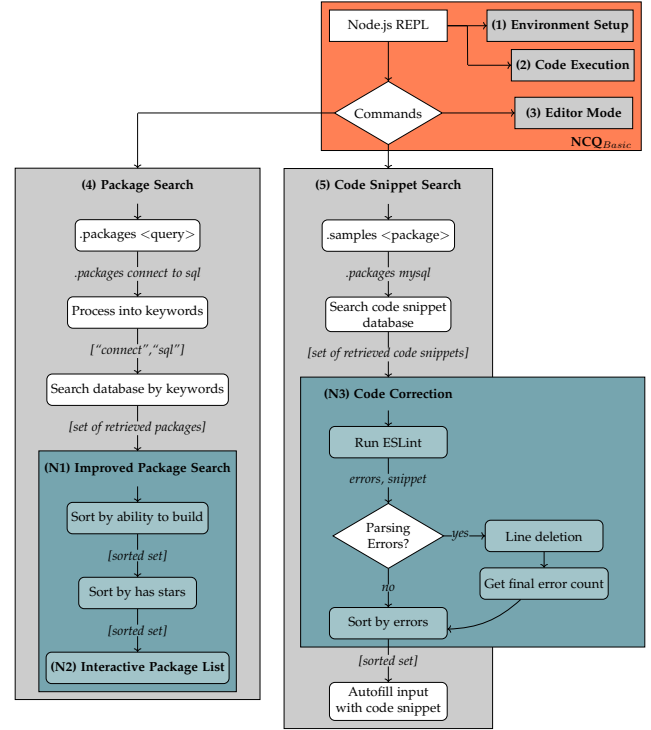 Node.js REPL
(1) Environment Setup
(2) Code Execution
Commands
(3) Editor Mode
NCQBasic
(4) Package Search
.packages <query>
.packages connect to sql
Process into keywords
[“connect”,“sql”]
Search database by keywords
[set of retrieved packages]
(N1) Improved Package Search
Sort by ability to build
[sorted set]
Sort by has stars
[sorted set]
(N2) Interactive Package List
(5) Code Snippet Search
.samples <package>
.packages mysql
Search code snippet
database
[set of retrieved code snippets]
(N3) Code Correction
Run ESLint
errors, snippet
Parsing
Errors?
yes
Line deletion
Get final error count
no
Sort by errors
[sorted set]
Autofill input
with code snippet